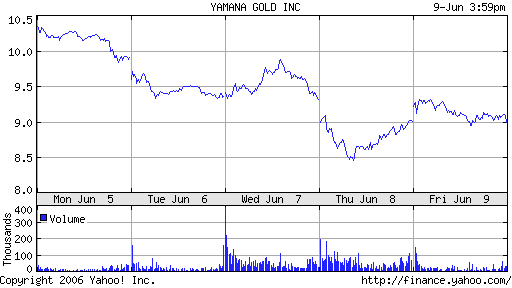 YAMANA GOLD INC 9-Jun 3:59pm
10.5
10.0
9.5
9.0
8.5
8.0
Mon Jun 5 Tue Jun 6 Wed Jun 7 Thu Jun 8 Fri Jun 9
400
300
200
100
0
Thousands
Volume
Copyright 2006 Yahoo! Inc. http://finance.yahoo.com/